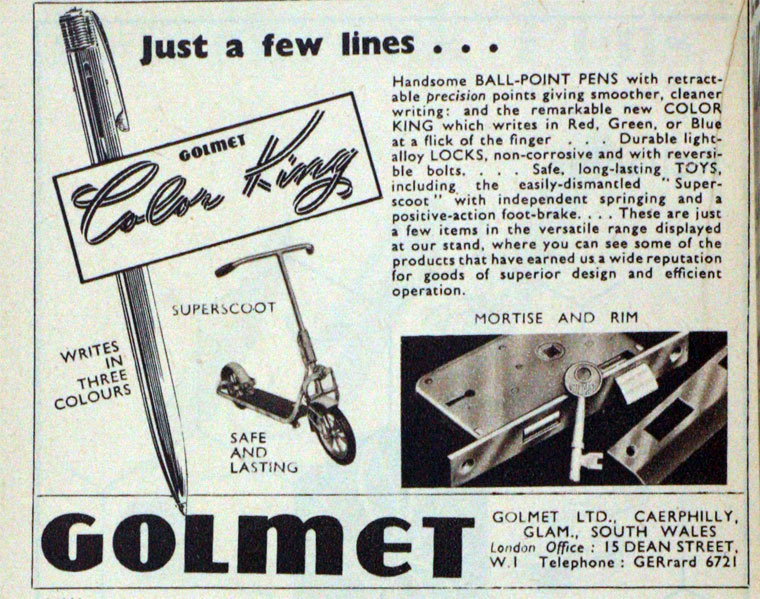 Just a few lines . . .
Handsome BALL-POINT PENS with retract-
able precision points giving smoother, cleaner
writing: and the remarkable new COLOR
KING which writes in Red, Green, or Blue
at a flick of the finger . . . Durable light-
alloy LOCKS, non-corrosive and with reversi-
ble bolts. . . . Safe, long-lasting TOYS,
including the easily-dismantled "Super-
scoot" with independent springing and a
positive-action foot-brake. . . . These are just
a few items in the versatile range displayed
at our stand, where you can see some of the
products that have earned us a wide reputation
for goods of superior design and efficient
operation.
GOLMET
Color King
SUPERSCOOT
WRITES
IN
THREE
COLOURS
SAFE
AND
LASTING
MORTISE AND RIM
GOLMET
GOLMET LTD., CAERPHILLY,
GLAM., SOUTH WALES
London Office : 15 DEAN STREET,
W.1 Telephone : GERrard 6721